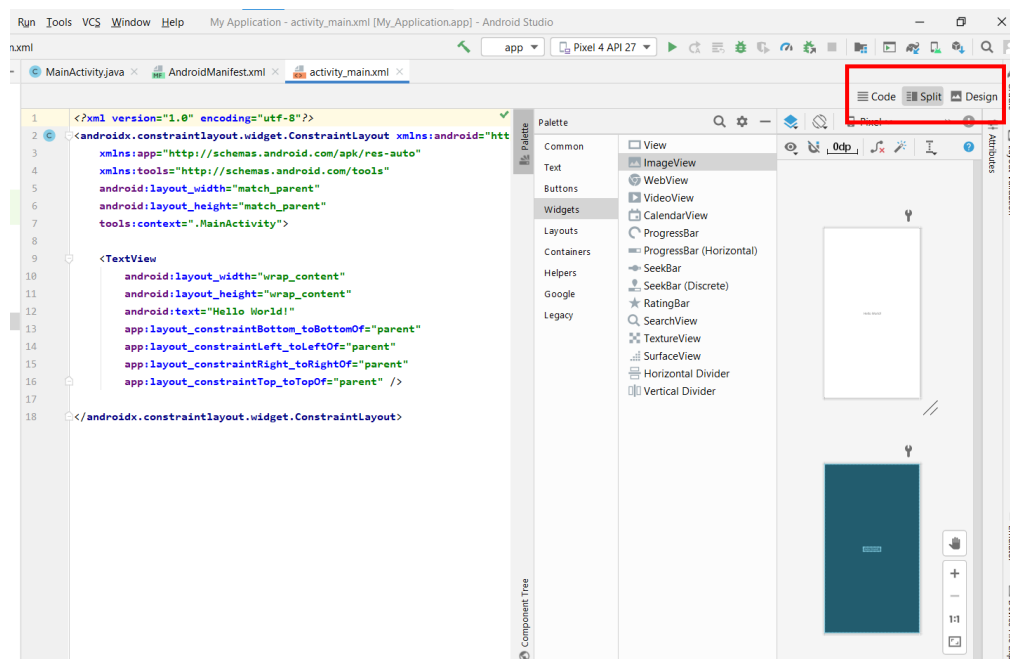 Run Tools VCS Window Help My Application - activity_main.xml [My_Application.app] - Android Studio
n.xml app Pixel 4 API 27
MainActivity.java AndroidManifest.xml activity_main.xml
Code Split Design
1 <?xml version="1.0" encoding="utf-8"?>
2 <androidx.constraintlayout.widget.ConstraintLayout xmlns:android="htt
3 xmlns:app="http://schemas.android.com/apk/res-auto"
4 xmlns:tools="http://schemas.android.com/tools"
5 android:layout_width="match_parent"
6 android:layout_height="match_parent"
7 tools:context=".MainActivity">
8
9 <TextView
10 android:layout_width="wrap_content"
11 android:layout_height="wrap_content"
12 android:text="Hello World!"
13 app:layout_constraintBottom_toBottomOf="parent"
14 app:layout_constraintLeft_toLeftOf="parent"
15 app:layout_constraintRight_toRightOf="parent"
16 app:layout_constraintTop_toTopOf="parent" />
17
18 </androidx.constraintlayout.widget.ConstraintLayout>
Palette
Component Tree
Palette
Common
Text
Buttons
Widgets
Layouts
Containers
Helpers
Google
Legacy
View
ImageView
WebView
VideoView
CalendarView
ProgressBar
ProgressBar (Horizontal)
SeekBar
SeekBar (Discrete)
RatingBar
SearchView
TextureView
SurfaceView
Horizontal Divider
Vertical Divider
Pixel
0dp
Attributes
1:1